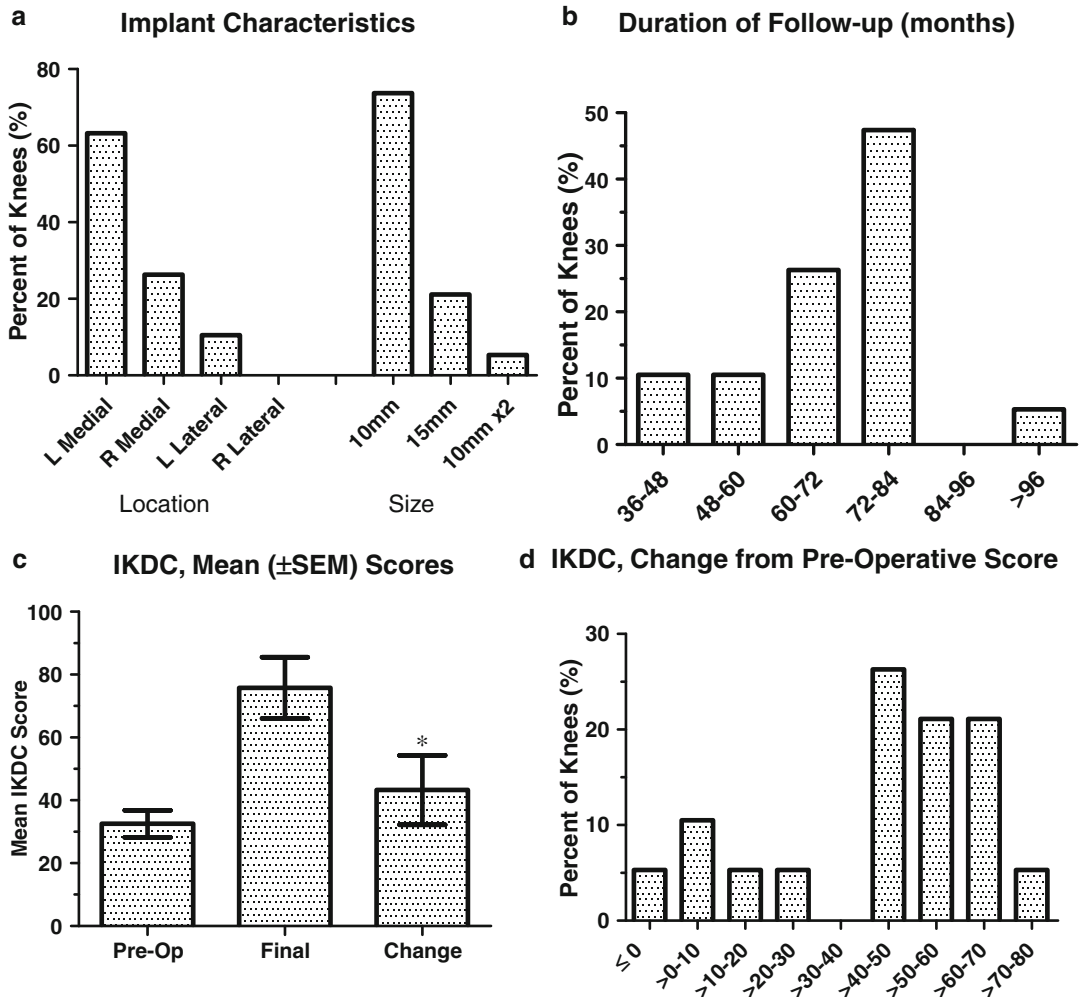 a
Implant Characteristics
Percent of Knees (%)
80
60
40
20
0
L Medial
R Medial
L Lateral
R Lateral
10mm
15mm
10mm x2
Location
Size
b
Duration of Follow-up (months)
Percent of Knees (%)
50
40
30
20
10
0
36-48
48-60
60-72
72-84
84-96
>96
c
IKDC, Mean (±SEM) Scores
Mean IKDC Score
100
80
60
40
20
0
*
Pre-Op
Final
Change
d
IKDC, Change from Pre-Operative Score
Percent of Knees (%)
30
20
10
0
≤ 0
>0-10
>10-20
>20-30
>30-40
>40-50
>50-60
>60-70
>70-80